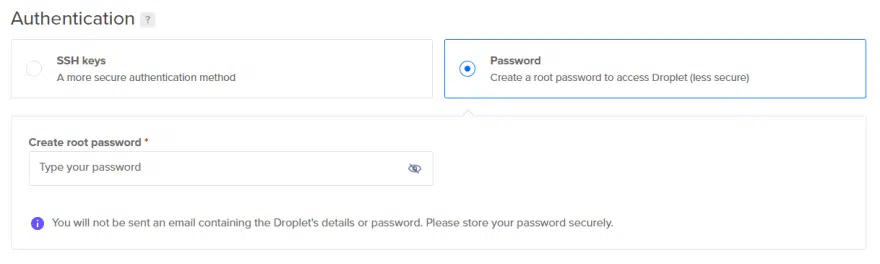 Authentication ?
SSH keys
A more secure authentication method
Password
Create a root password to access Droplet (less secure)
Create root password *
Type your password
You will not be sent an email containing the Droplet's details or password. Please store your password securely.